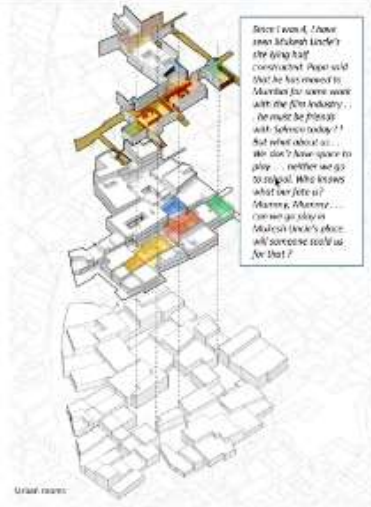 Since I was 4, I have
seen Mukesh Uncle's
site lying half
constructed. Papa said
that he has moved to
Mumbai for some work
with the film industry . .
. he must be friends
with Salman today ! !
But what about us . . .
We don't have space to
play . . . neither we go
to school. Who knows
what our fate is?
Mummy, Mummy . . . .
can we go play in
Mukesh Uncle's place..
will someone scold us
for that ?
Urban rooms